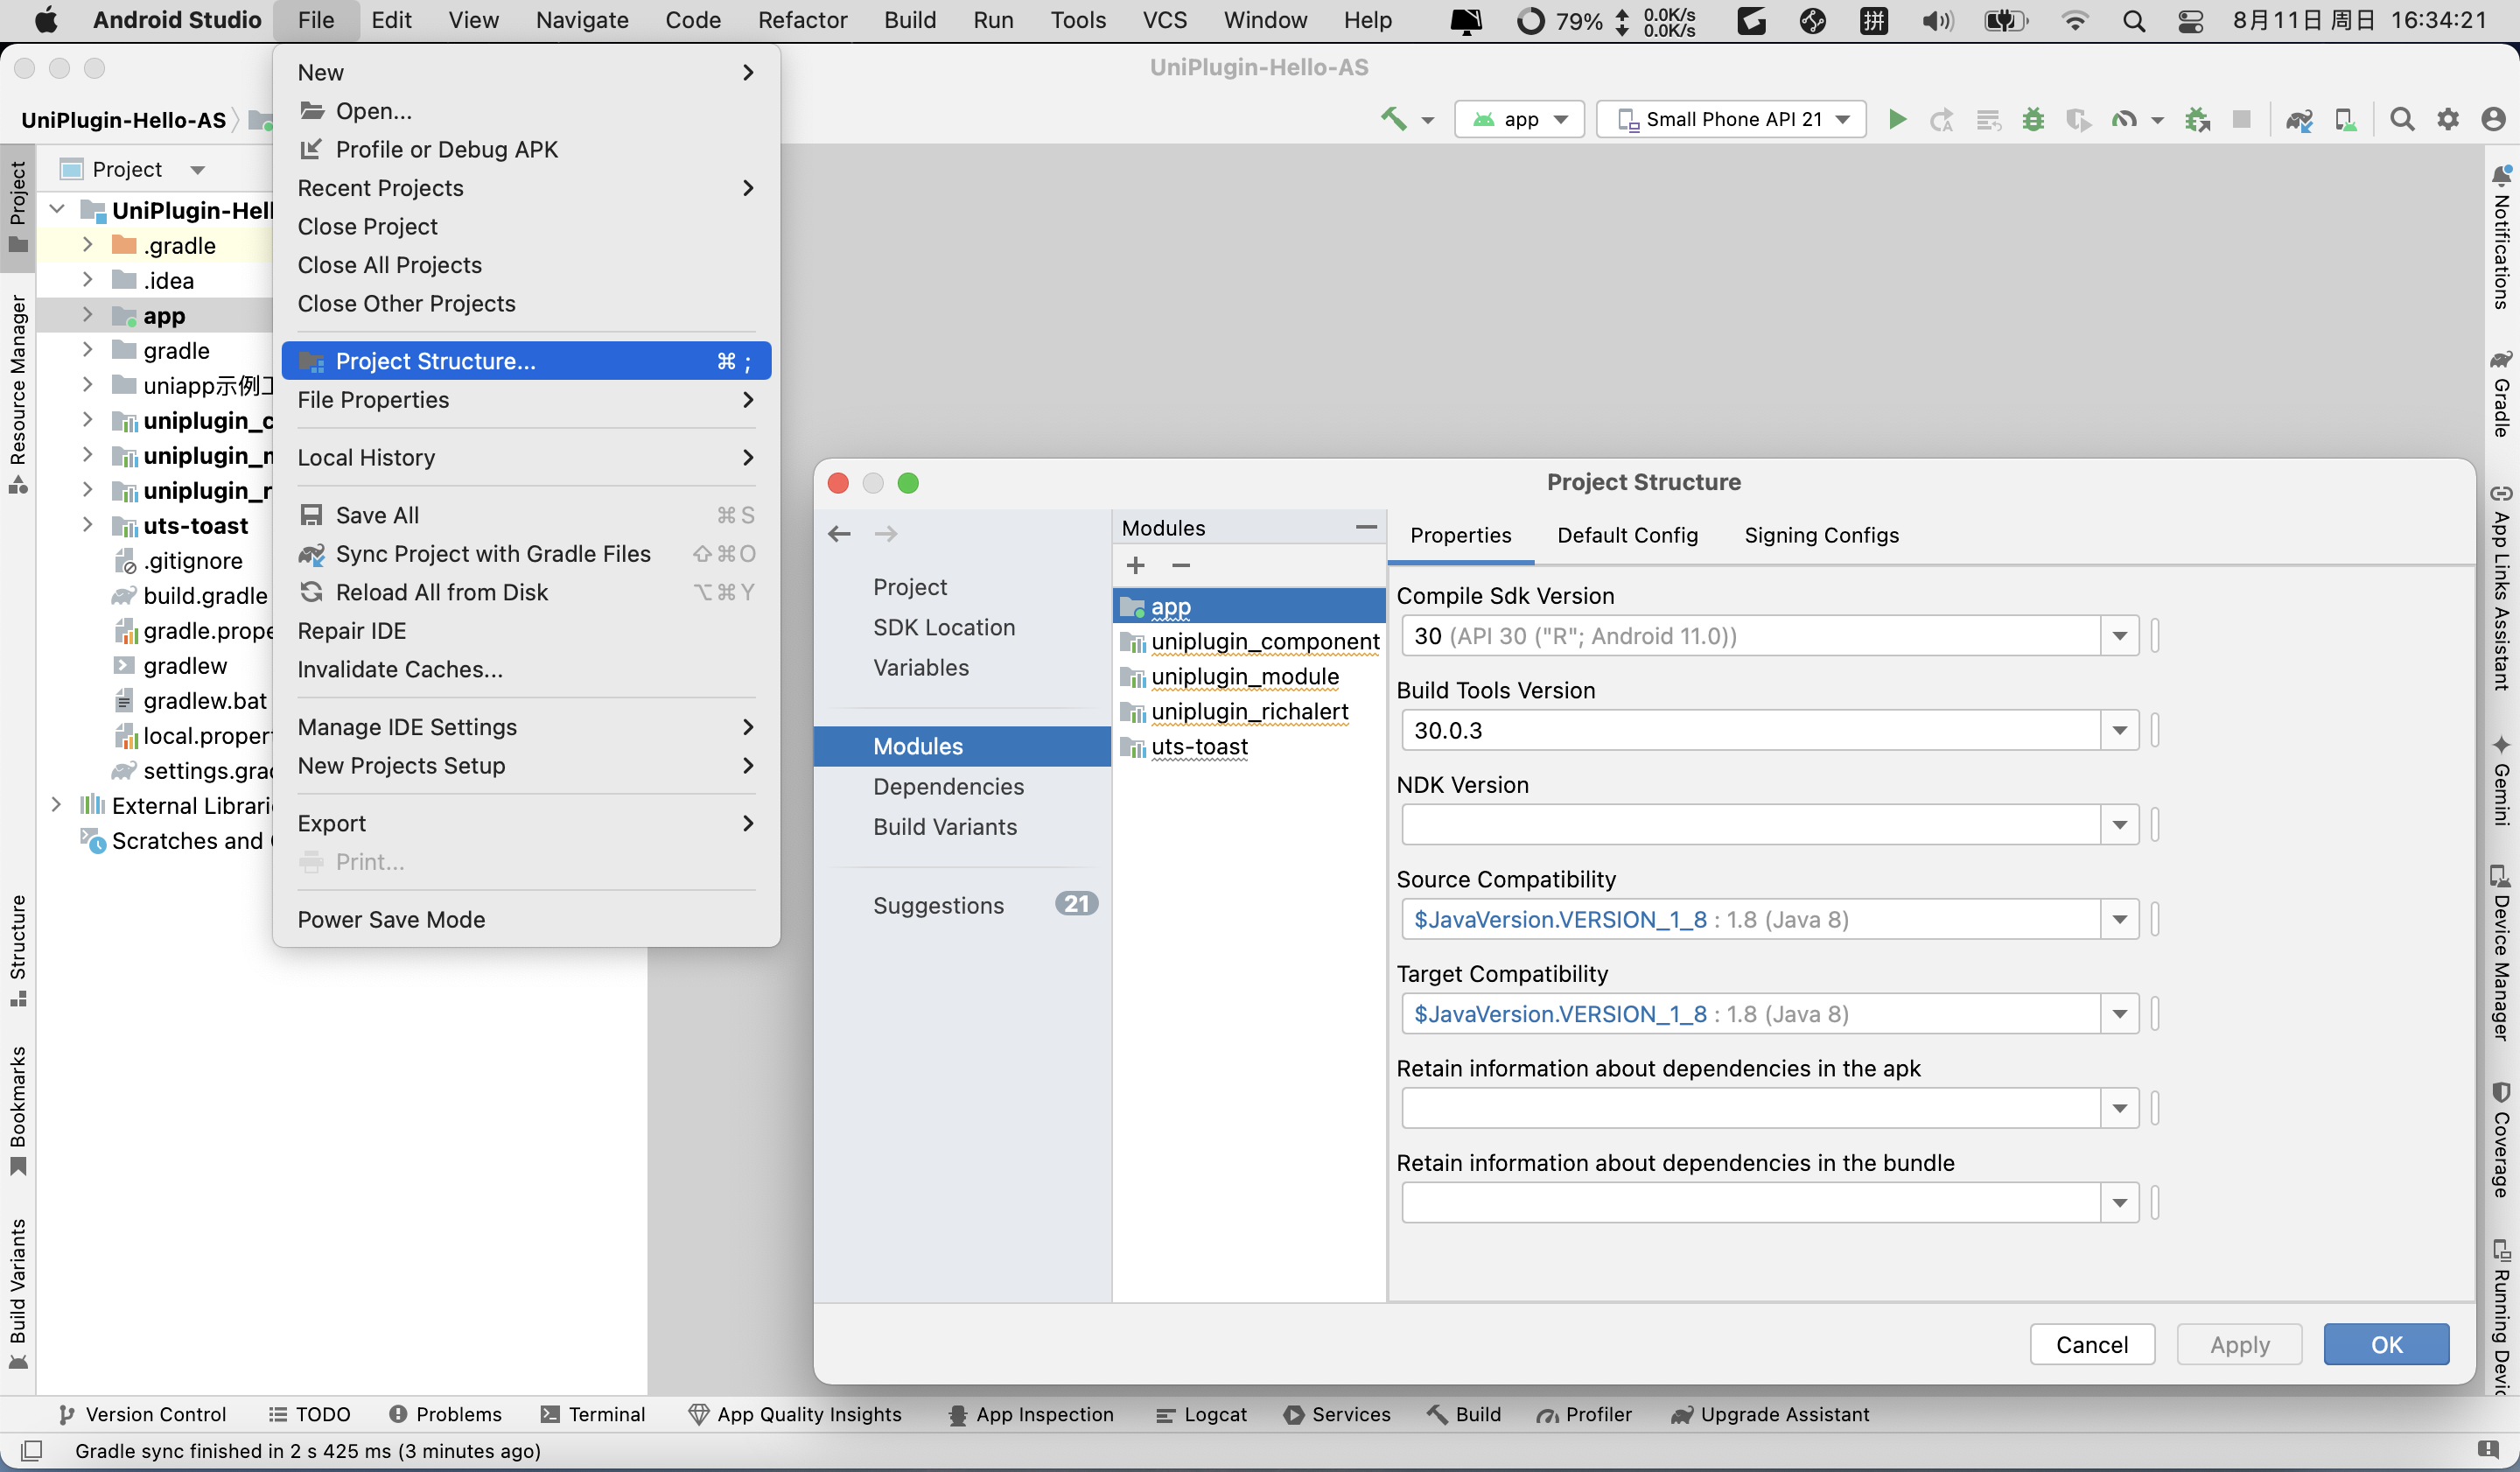 Android Studio File Edit View Navigate Code Refactor Build Run Tools VCS Window Help 79% 0.0K/s 0.0K/s 拼 8月11日 周日 16:34:21
UniPlugin-Hello-AS
UniPlugin-Hello-AS
app
Small Phone API 21
Project
Resource Manager
Structure
Bookmarks
Build Variants
Project
UniPlugin-Hell
.gradle
.idea
app
gradle
uniapp示例
uniplugin_c
uniplugin_
uniplugin_r
uts-toast
.gitignore
build.gradle
gradle.prope
gradlew
gradlew.bat
local.proper
settings.grad
External Librari
Scratches and
New
Open...
Profile or Debug APK
Recent Projects
Close Project
Close All Projects
Close Other Projects
Project Structure... ⌘ ;
File Properties
Local History
Save All ⌘S
Sync Project with Gradle Files ⇧⌘O
Reload All from Disk ⌥⌘Y
Repair IDE
Invalidate Caches...
Manage IDE Settings
New Projects Setup
Export
Print...
Power Save Mode
Project Structure
Project
SDK Location
Variables
Modules
Dependencies
Build Variants
Suggestions 21
Modules
app
uniplugin_component
uniplugin_module
uniplugin_richalert
uts-toast
Properties Default Config Signing Configs
Compile Sdk Version
30 (API 30 ("R"; Android 11.0))
Build Tools Version
30.0.3
NDK Version
Source Compatibility
$JavaVersion.VERSION_1_8 : 1.8 (Java 8)
Target Compatibility
$JavaVersion.VERSION_1_8 : 1.8 (Java 8)
Retain information about dependencies in the apk
Retain information about dependencies in the bundle
Cancel Apply OK
Notifications
Gradle
App Links Assistant
Gemini
Device Manager
Coverage
Running Devic
Version Control TODO Problems Terminal App Quality Insights App Inspection Logcat Services Build Profiler Upgrade Assistant
Gradle sync finished in 2 s 425 ms (3 minutes ago)